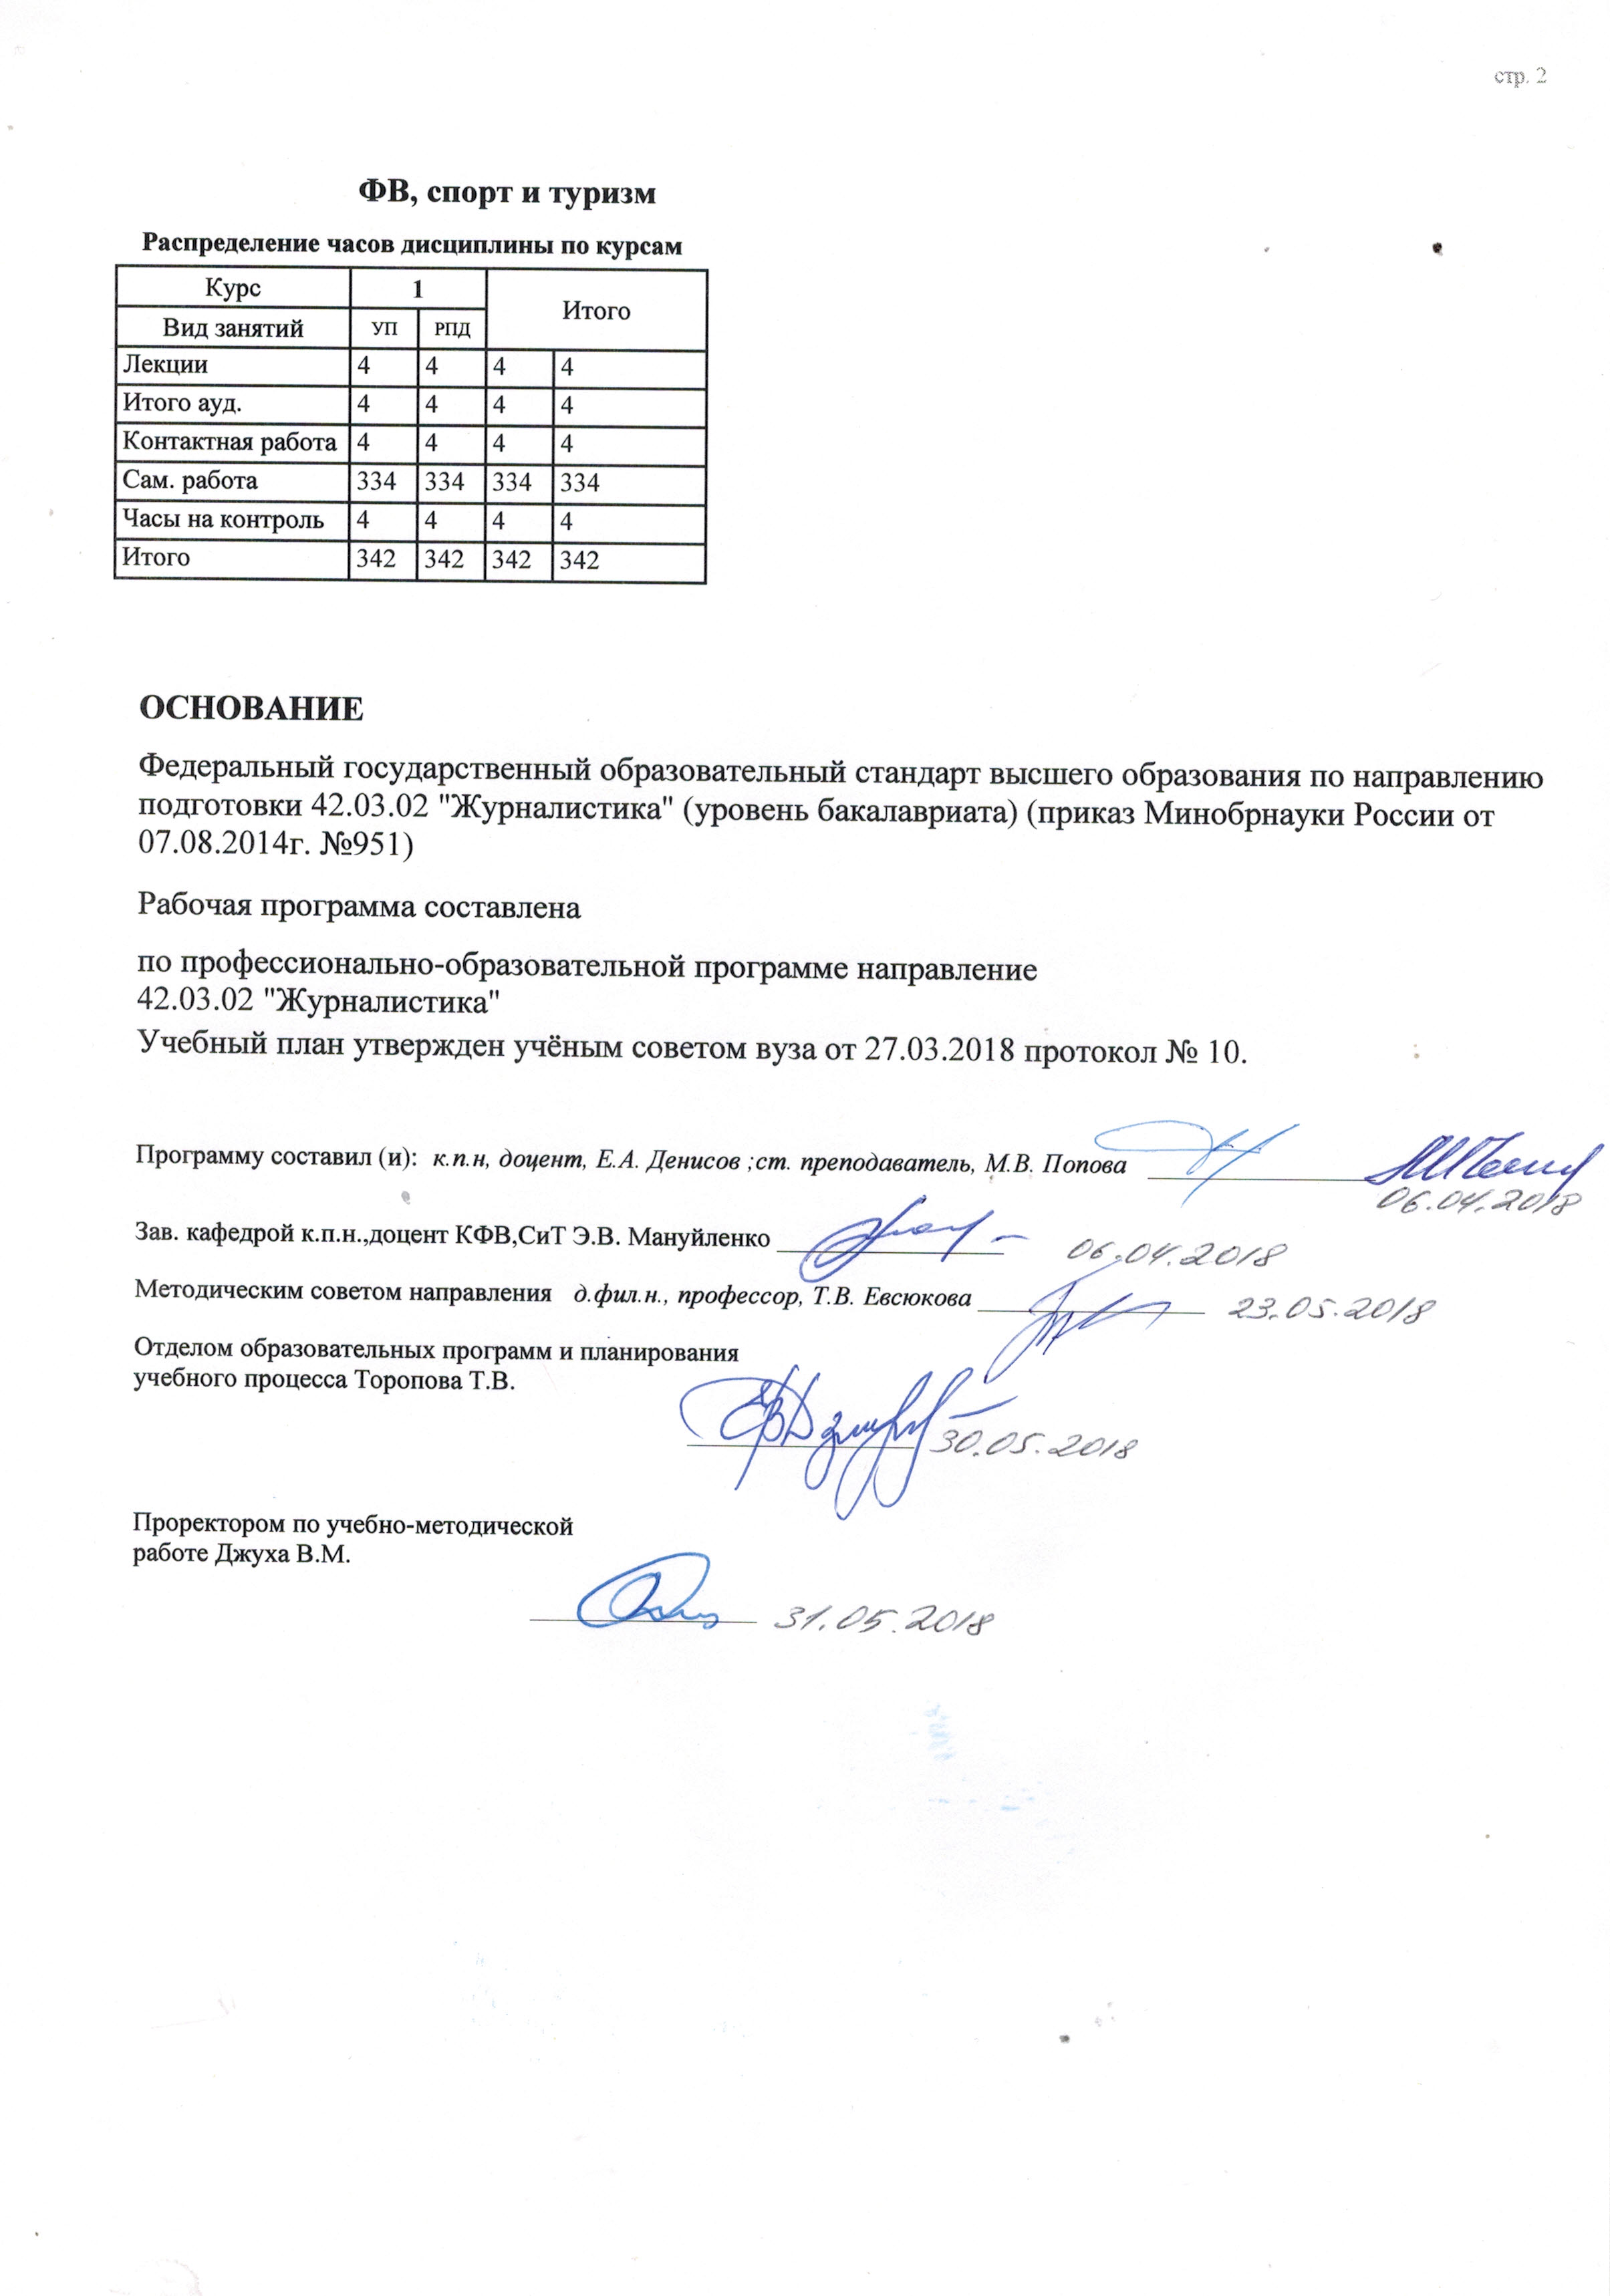 стр. 2
ФВ, спорт и туризм
Распределение часов дисциплины по курсам
Курс 1 Итого
Вид занятий УП РПД
Лекции 4 4 4 4
Итого ауд. 4 4 4 4
Контактная работа 4 4 4 4
Сам. работа 334 334 334 334
Часы на контроль 4 4 4 4
Итого 342 342 342 342
ОСНОВАНИЕ
Федеральный государственный образовательный стандарт высшего образования по направлению
подготовки 42.03.02 "Журналистика" (уровень бакалавриата) (приказ Минобрнауки России от
07.08.2014г. №951)
Рабочая программа составлена
по профессионально-образовательной программе направление
42.03.02 "Журналистика"
Учебный план утвержден учёным советом вуза от 27.03.2018 протокол № 10.
Программу составил (и): к.п.н, доцент, Е.А. Денисов ;ст. преподаватель, М.В. Попова
06.04.2018
Зав. кафедрой к.п.н.,доцент КФВ,СиТ Э.В. Мануйленко 06.04.2018
Методическим советом направления д.фил.н., профессор, Т.В. Евсюкова 23.05.2018
Отделом образовательных программ и планирования
учебного процесса Торопова Т.В.
30.05.2018
Проректором по учебно-методической
работе Джуха В.М.
31.05.2018